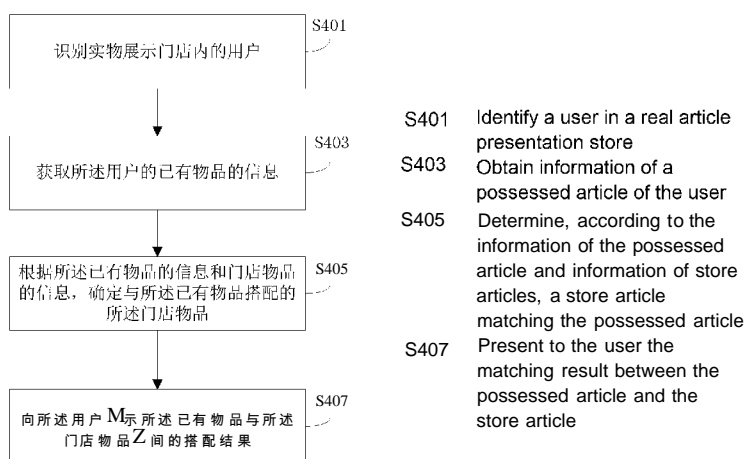 S401
识别实物展示门店内的用户
S403
获取所述用户的已有物品的信息
S405
根据所述已有物品的信息和门店物品
的信息，确定与所述已有物品搭配的
所述门店物品
S407
向所述用户M示所述已有物品与所述
门店物品Z间的搭配结果
S401 Identify a user in a real article
presentation store
S403 Obtain information of a
possessed article of the user
S405 Determine, according to the
information of the possessed
article and information of store
articles, a store article
matching the possessed article
S407 Present to the user the
matching result between the
possessed article and the
store article